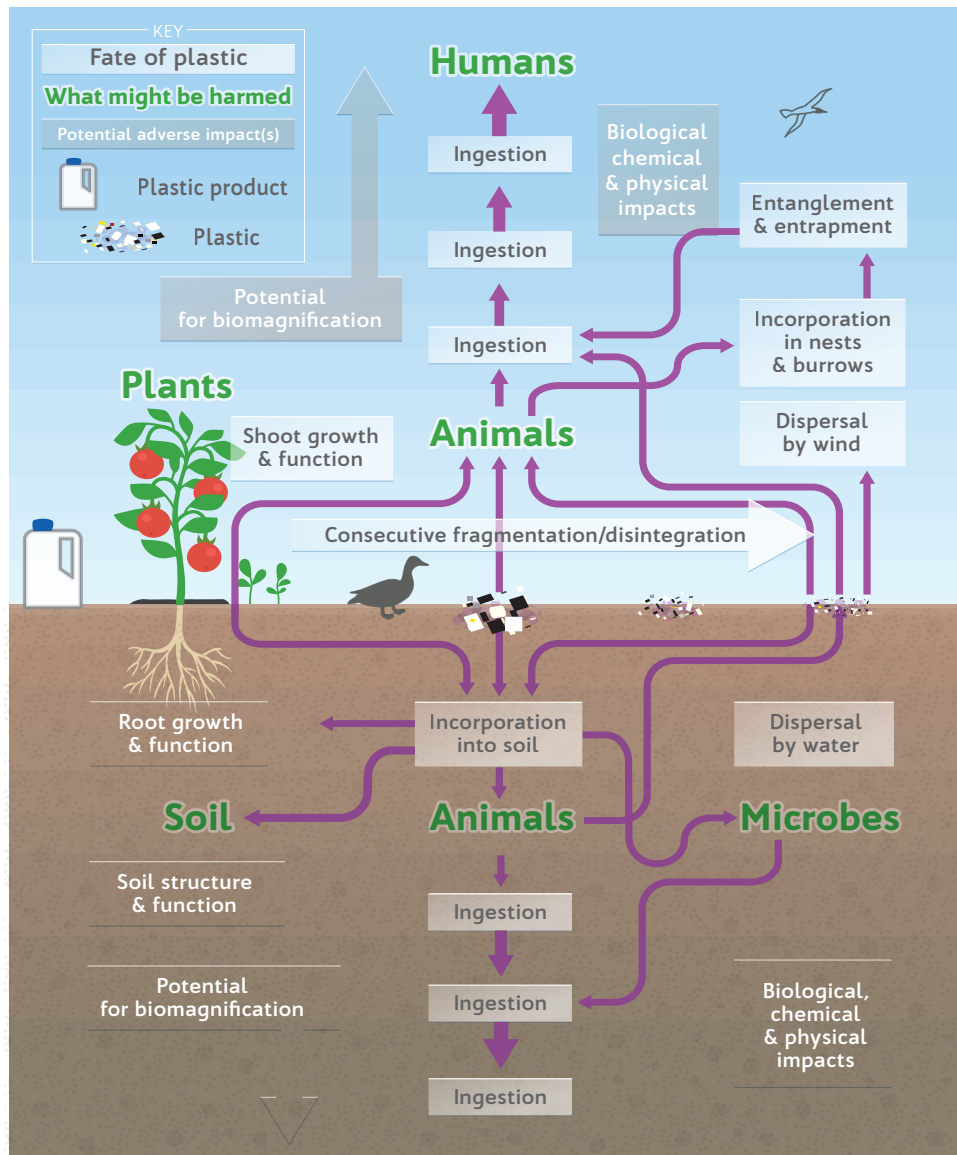 KEY
Fate of plastic
What might be harmed
Potential adverse impact(s)
Plastic product
Plastic
Humans
Ingestion
Biological
chemical
& physical
impacts
Entanglement
& entrapment
Ingestion
Potential
for biomagnification
Ingestion
Incorporation
in nests
& burrows
Plants
Shoot growth
& function
Animals
Dispersal
by wind
Consecutive fragmentation/disintegration
Root growth
& function
Incorporation
into soil
Dispersal
by water
Soil
Animals
Microbes
Soil structure
& function
Ingestion
Potential
for biomagnification
Ingestion
Biological,
chemical
& physical
impacts
Ingestion